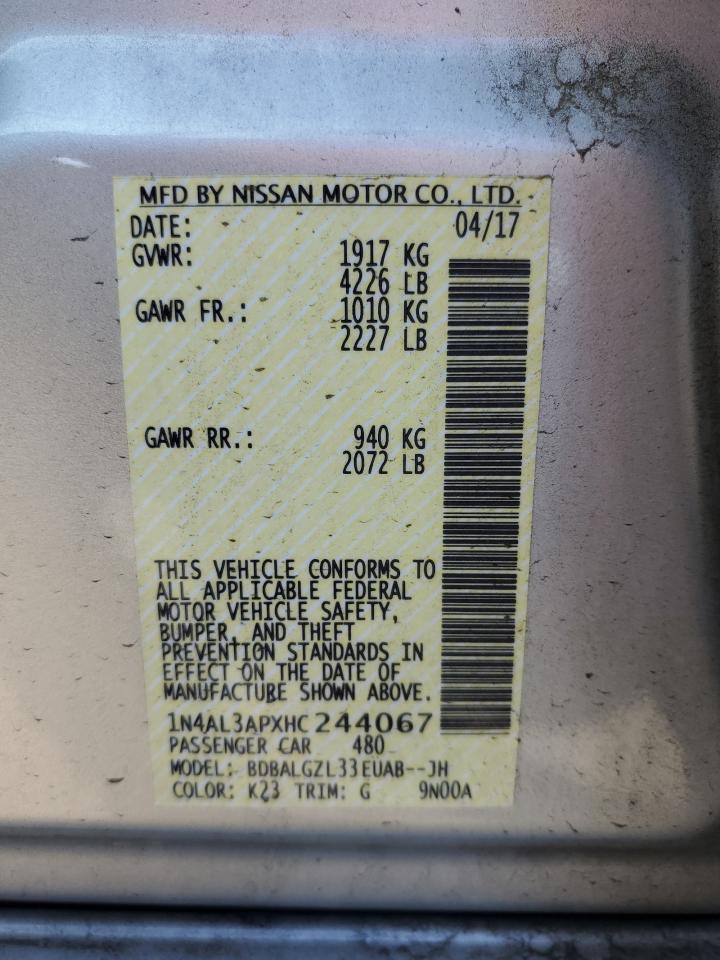 MFD BY NISSAN MOTOR CO., LTD.
DATE: 04/17
GVWR: 1917 KG
4226 LB
GAWR FR.: 1010 KG
2227 LB
GAWR RR.: 940 KG
2072 LB
THIS VEHICLE CONFORMS TO
ALL APPLICABLE FEDERAL
MOTOR VEHICLE SAFETY,
BUMPER, AND THEFT
PREVENTION STANDARDS IN
EFFECT ON THE DATE OF
MANUFACTURE SHOWN ABOVE.
1N4AL3APXHC244067
PASSENGER CAR 480
MODEL: BDBALGZL33EUAB--JH
COLOR: K23 TRIM: G 9N00A